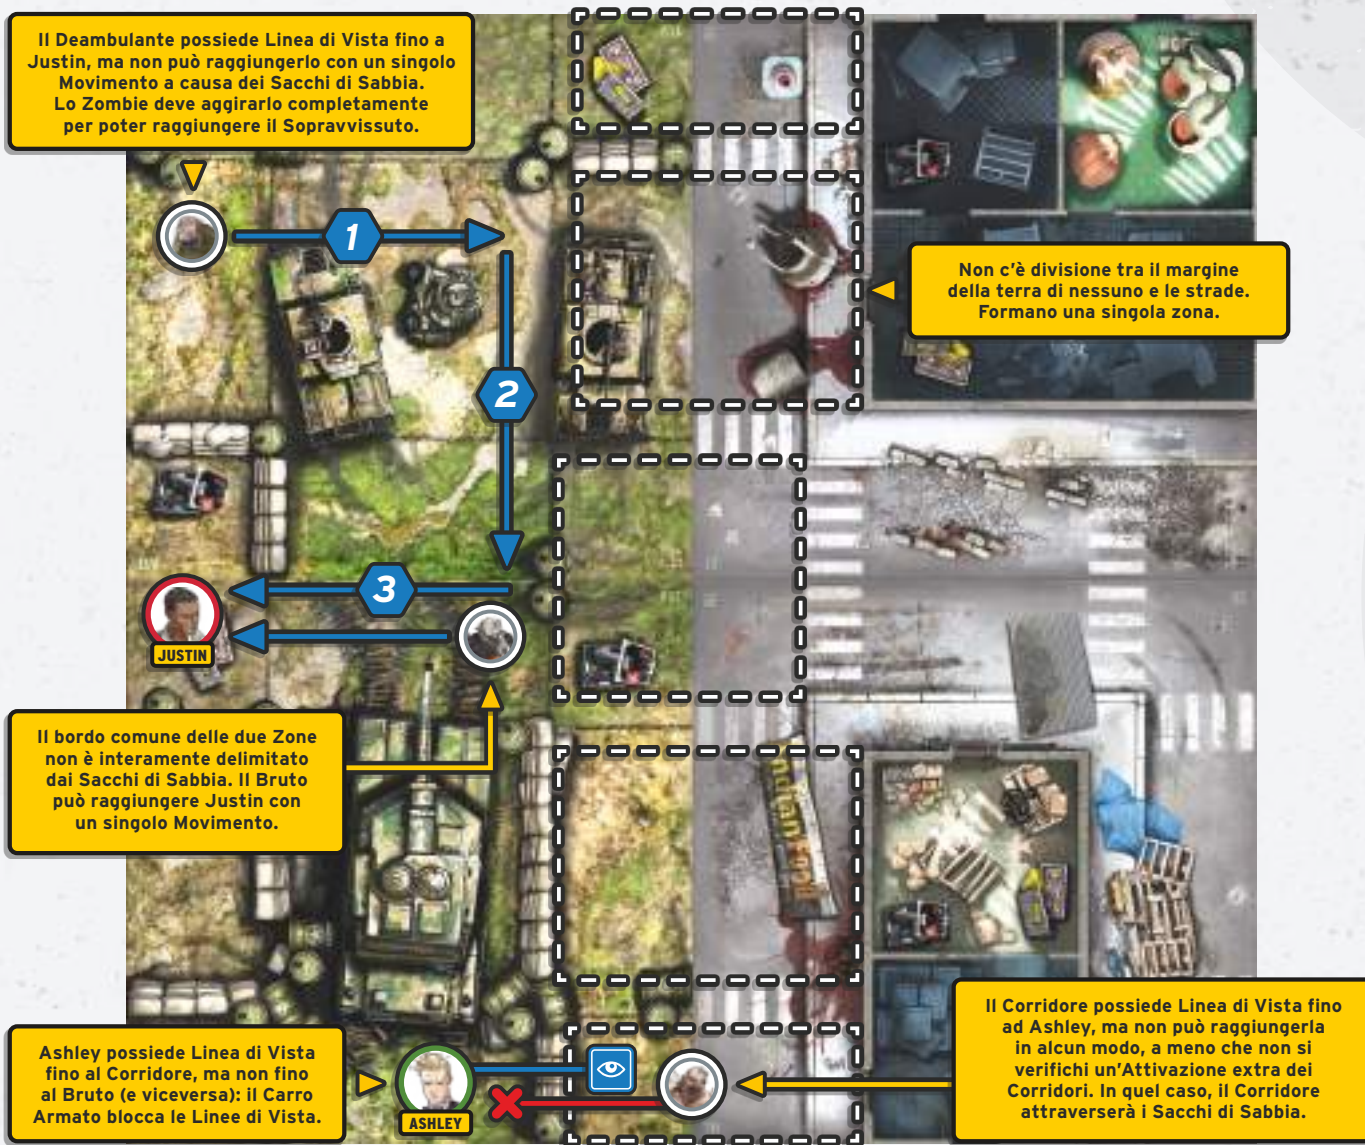 Il Deambulante possiede Linea di Vista fino a
Justin, ma non può raggiungerlo con un singolo
Movimento a causa dei Sacchi di Sabbia.
Lo Zombie deve aggirarlo completamente
per poter raggiungere il Sopravvissuto.
1
Non c'è divisione tra il margine
della terra di nessuno e le strade.
Formano una singola zona.
2
3
JUSTIN
Il bordo comune delle due Zone
non è interamente delimitato
dai Sacchi di Sabbia. Il Bruto
può raggiungere Justin con
un singolo Movimento.
Ashley possiede Linea di Vista
fino al Corridore, ma non fino
al Bruto (e viceversa): il Carro
Armato blocca le Linee di Vista.
ASHLEY
Il Corridore possiede Linea di Vista fino
ad Ashley, ma non può raggiungerla
in alcun modo, a meno che non si
verifichi un'Attivazione extra dei
Corridori. In quel caso, il Corridore
attraverserà i Sacchi di Sabbia.